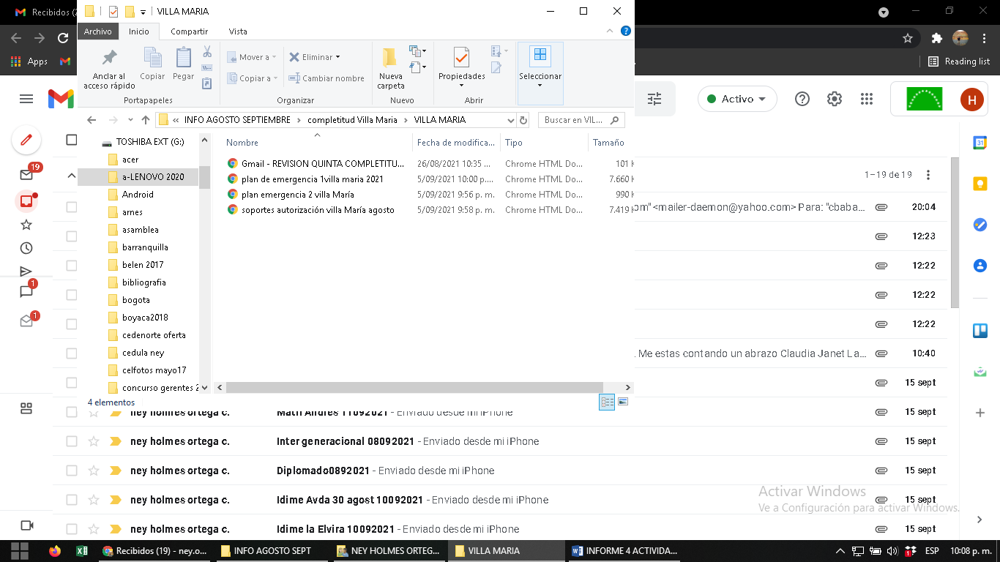 Recibidos (
VILLA MARIA
Archivo Inicio Compartir Vista
Anclar al acceso rápido
Copiar
Pegar
Portapapeles
Mover a
Copiar a
Eliminar
Cambiar nombre
Organizar
Nueva carpeta
Nuevo
Propiedades
Abrir
Seleccionar
« INFO AGOSTO SEPTIEMBRE completitud Villa Maria VILLA MARIA
Buscar en VIL...
Apps
Reading list
Activo
H
TOSHIBA EXT (G:)
acer
a-LENOVO 2020
Android
arnes
asamblea
barranquilla
belen 2017
bibliografia
bogota
boyaca2018
cedenorte oferta
cedula ney
celfotos mayo17
concurso gerentes 2
Nombre Fecha de modifica... Tipo Tamaño
Gmail - REVISION QUINTA COMPLETITU... 26/08/2021 10:35 ... Chrome HTML Do... 101 K
plan de emergencia 1villa maria 2021 5/09/2021 10:00 p.... Chrome HTML Do... 7.660 K
plan emergencia 2 villa María 5/09/2021 9:56 p. m. Chrome HTML Do... 990 K
soportes autorización villa María agosto 5/09/2021 9:58 p. m. Chrome HTML Do... 7.419 K
4 elementos
19
1
1
31
1–19 de 19
om" <mailer-daemon@yahoo.com> Para: "cbaba... 20:04
12:23
12:22
12:22
12:22
. Me estas contando un abrazo Claudia Janet La... 10:40
15 sept
ney holmes ortega c. Matri Andres 11092021 - Enviado desde mi iPhone 15 sept
ney holmes ortega c. Inter generacional 08092021 - Enviado desde mi iPhone 15 sept
ney holmes ortega c. Diplomado0892021 - Enviado desde mi iPhone 15 sept
ney holmes ortega c. Idime Avda 30 agost 10092021 - Enviado desde mi iPhone 15 sept
ney holmes ortega c. Idime la Elvira 10092021 - Enviado desde mi iPhone 15 sept
Activar Windows
Ve a Configuración para activar Windows.
Recibidos (19) - ney.o... INFO AGOSTO SEPT NEY HOLMES ORTEG... VILLA MARIA INFORME 4 ACTIVIDA... ESP 10:08 p. m.